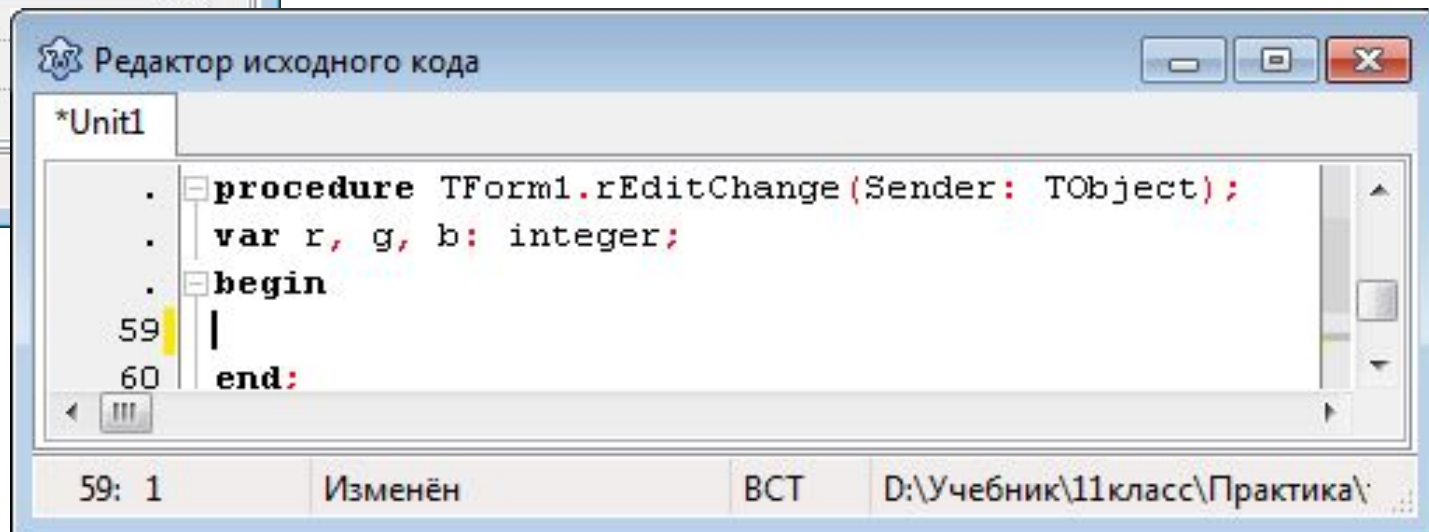 Редактор исходного кода
*Unit1
. procedure TForm1.rEditChange(Sender: TObject);
. var r, g, b: integer;
. begin
59
60 end;
59: 1 Изменён ВСТ D:\Учебник\11класс\Практика\